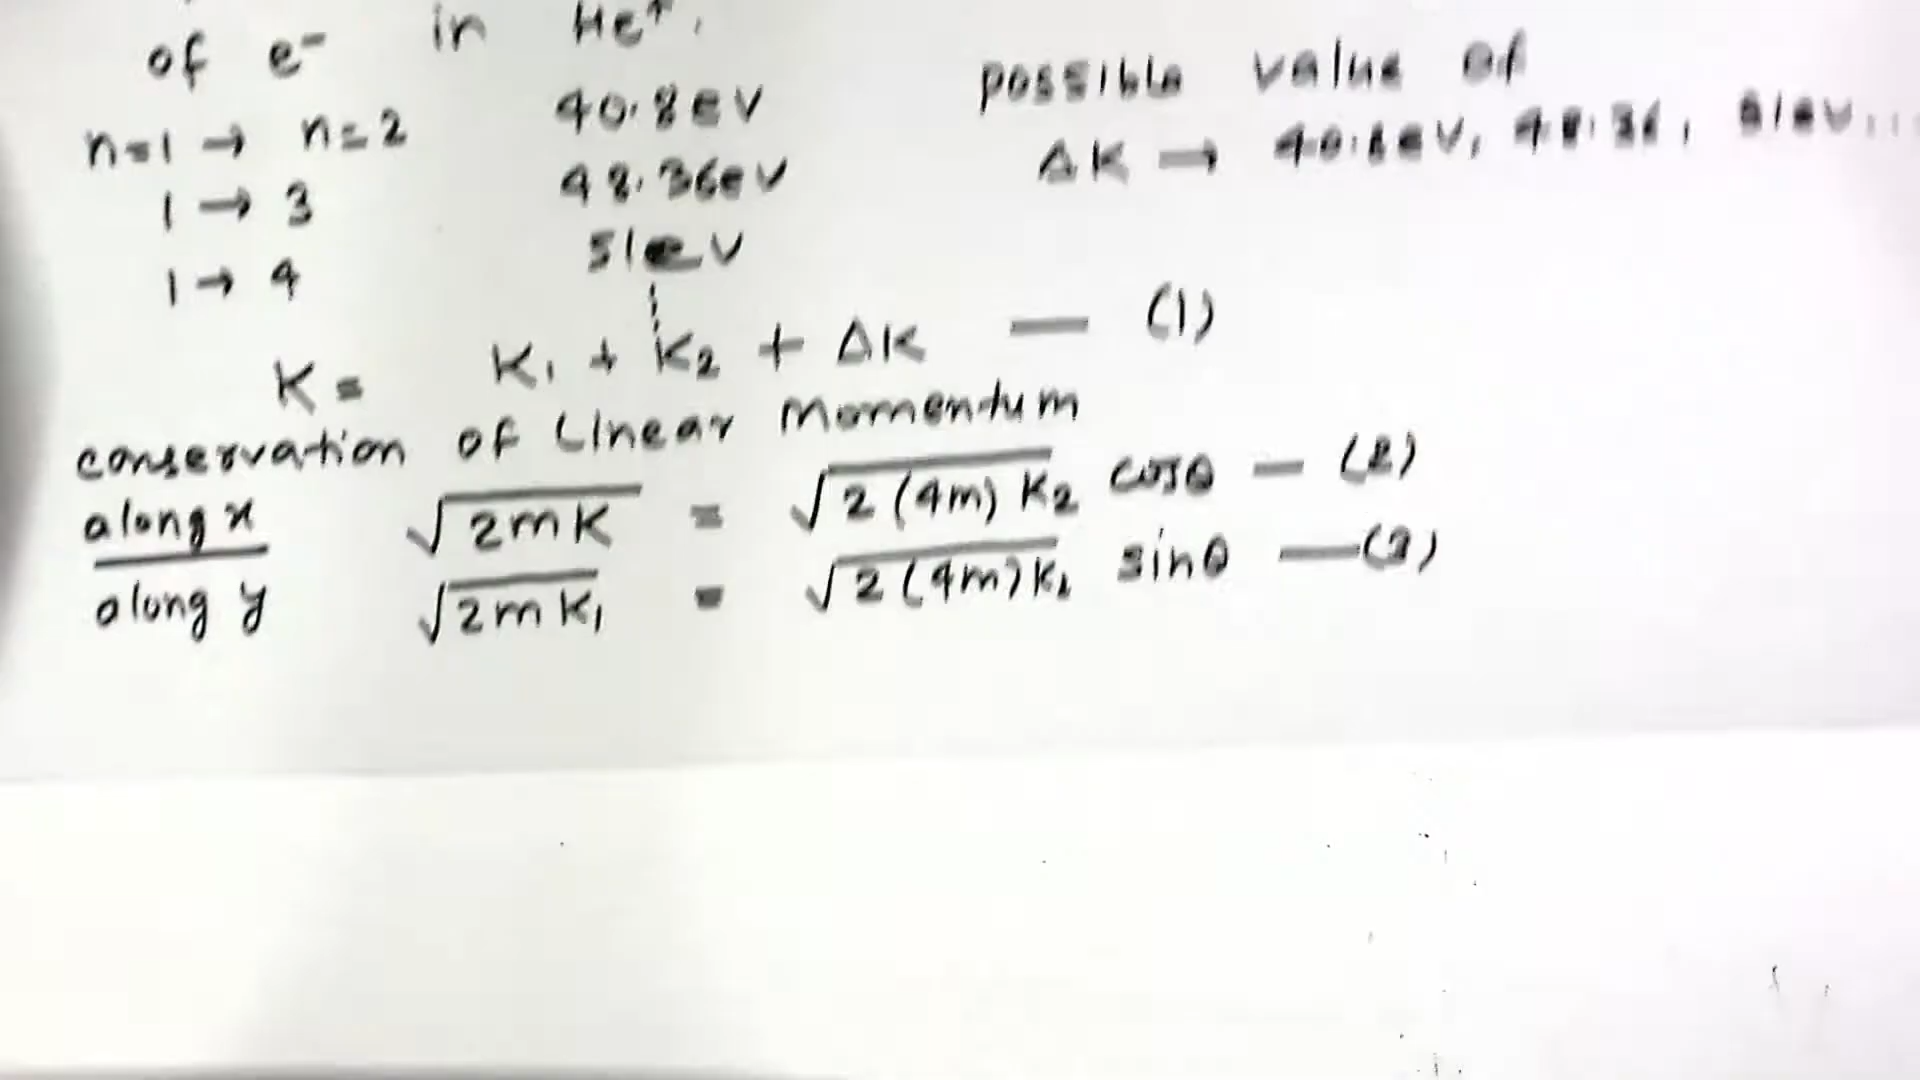 of e⁻ in He⁺.
n=1 → n=2 40.8eV
1 → 3 48.36eV
1 → 4 51eV
possible value of
ΔK → 40.8eV, 48.36, 51eV...
K = K₁ + K₂ + ΔK — (1)
conservation of Linear Momentum
along x √2mK = √2(4m)K₂ cosθ — (2)
along y √2mK₁ = √2(4m)K₂ sinθ — (3)